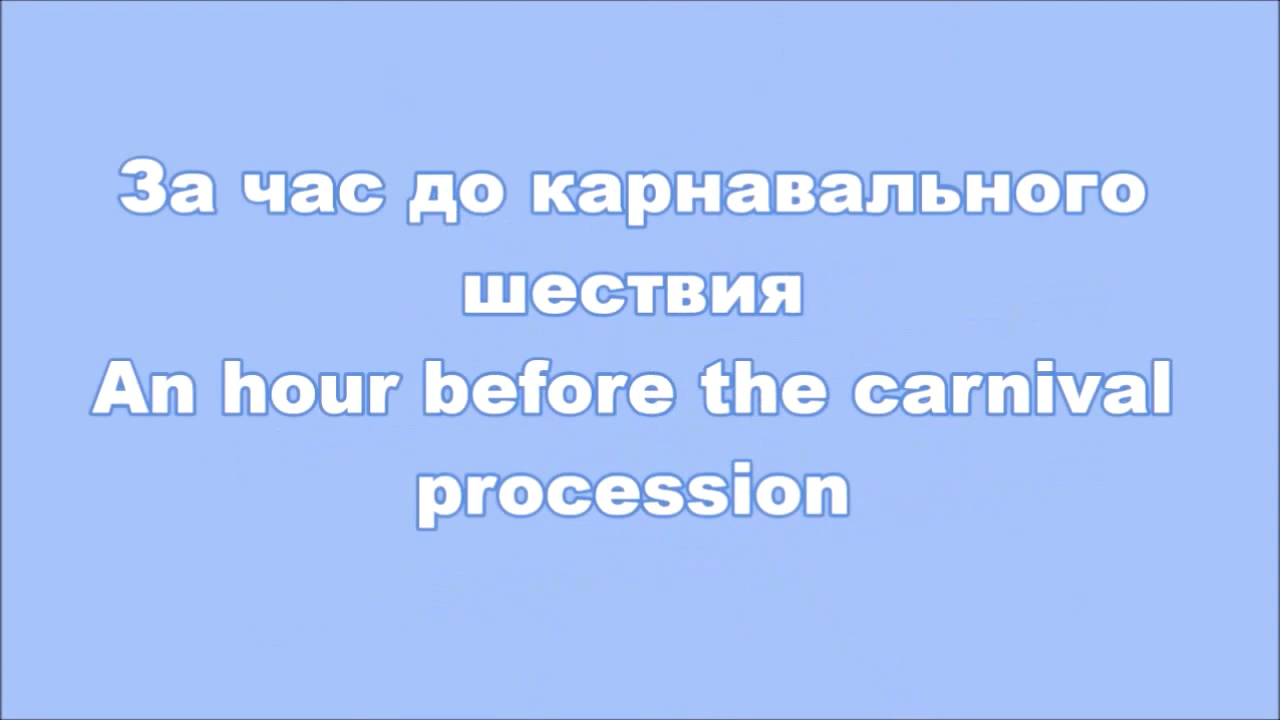 За час до карнавального
шествия
An hour before the carnival
procession